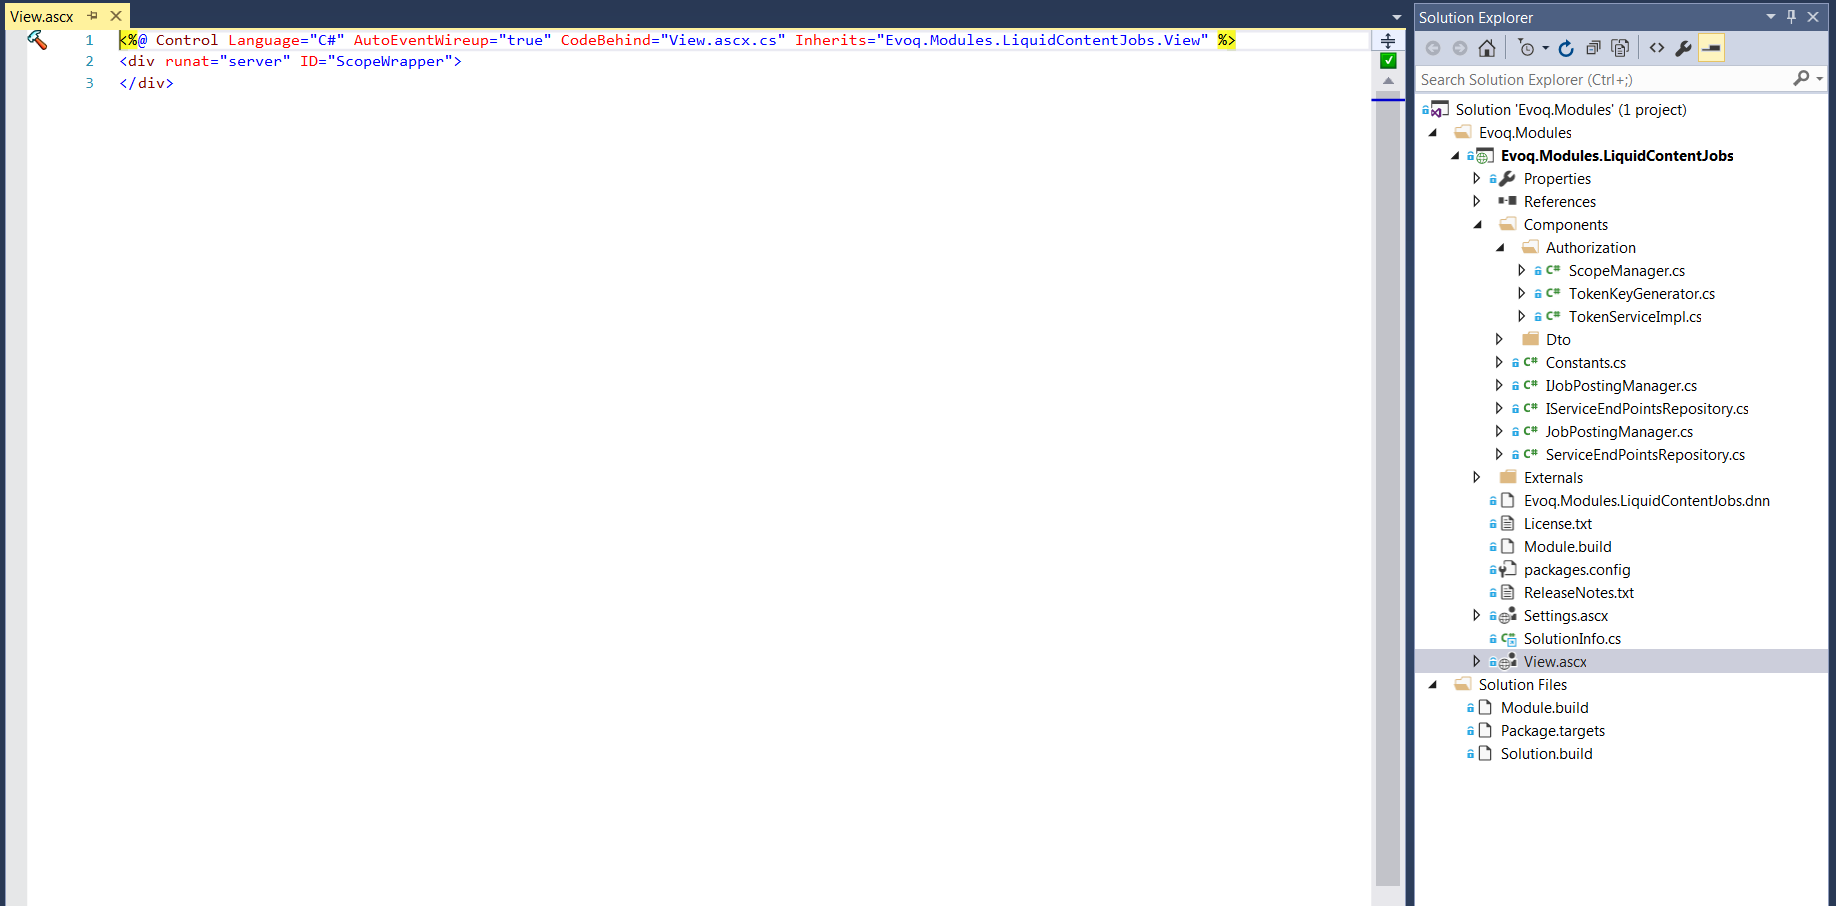 View.ascx
1 <%@ Control Language="C#" AutoEventWireup="true" CodeBehind="View.ascx.cs" Inherits="Evoq.Modules.LiquidContentJobs.View" %>
2 <div runat="server" ID="ScopeWrapper">
3 </div>
Solution Explorer
Search Solution Explorer (Ctrl+;)
Solution 'Evoq.Modules' (1 project)
Evoq.Modules
Evoq.Modules.LiquidContentJobs
Properties
References
Components
Authorization
C# ScopeManager.cs
C# TokenKeyGenerator.cs
C# TokenServiceImpl.cs
Dto
C# Constants.cs
C# IJobPostingManager.cs
C# IServiceEndPointsRepository.cs
C# JobPostingManager.cs
C# ServiceEndPointsRepository.cs
Externals
Evoq.Modules.LiquidContentJobs.dnn
License.txt
Module.build
packages.config
ReleaseNotes.txt
Settings.ascx
SolutionInfo.cs
View.ascx
Solution Files
Module.build
Package.targets
Solution.build